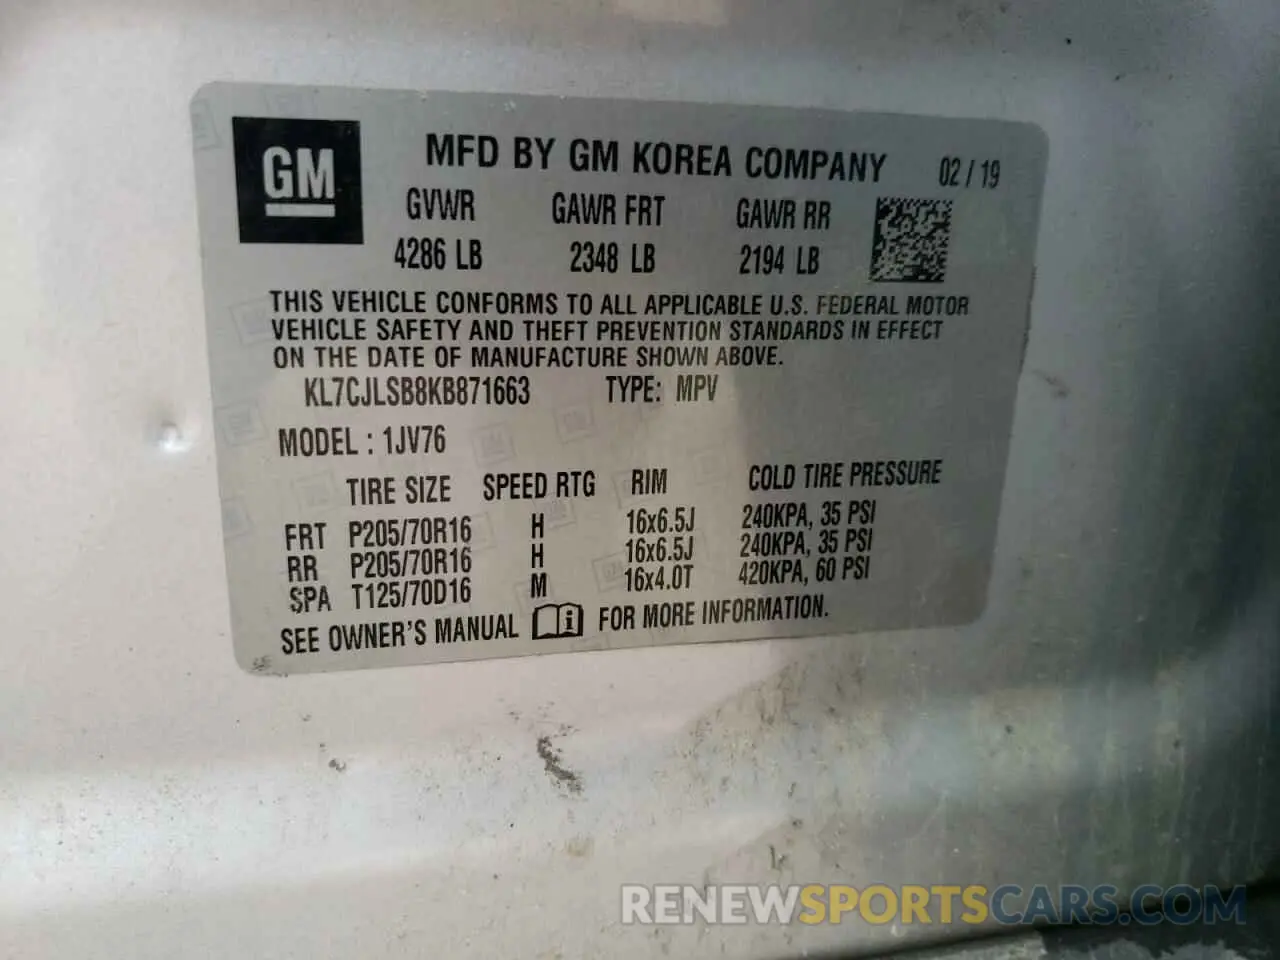 GM
MFD BY GM KOREA COMPANY 02 / 19
GVWR GAWR FRT GAWR RR
4286 LB 2348 LB 2194 LB
THIS VEHICLE CONFORMS TO ALL APPLICABLE U.S. FEDERAL MOTOR
VEHICLE SAFETY AND THEFT PREVENTION STANDARDS IN EFFECT
ON THE DATE OF MANUFACTURE SHOWN ABOVE.
KL7CJLSB8KB871663 TYPE: MPV
MODEL : 1JV76
TIRE SIZE SPEED RTG RIM COLD TIRE PRESSURE
FRT P205/70R16 H 16x6.5J 240KPA, 35 PSI
RR P205/70R16 H 16x6.5J 240KPA, 35 PSI
SPA T125/70D16 M 16x4.0T 420KPA, 60 PSI
SEE OWNER'S MANUAL i FOR MORE INFORMATION.
RENEWSPORTSCARS.COM